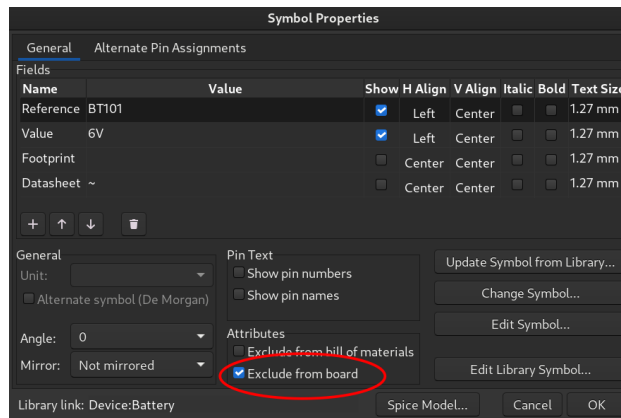 Symbol Properties
General Alternate Pin Assignments
Fields
Name Value Show H Align V Align Italic Bold Text Size
Reference BT101 Left Center 1.27 mm
Value 6V Left Center 1.27 mm
Footprint Center Center 1.27 mm
Datasheet ~ Center Center 1.27 mm
General Pin Text
Unit: Show pin numbers Update Symbol from Library...
Alternate symbol (De Morgan) Show pin names Change Symbol...
Angle: 0 Attributes Edit Symbol...
Exclude from bill of materials
Mirror: Not mirrored Exclude from board Edit Library Symbol...
Library link: Device:Battery Spice Model... Cancel OK